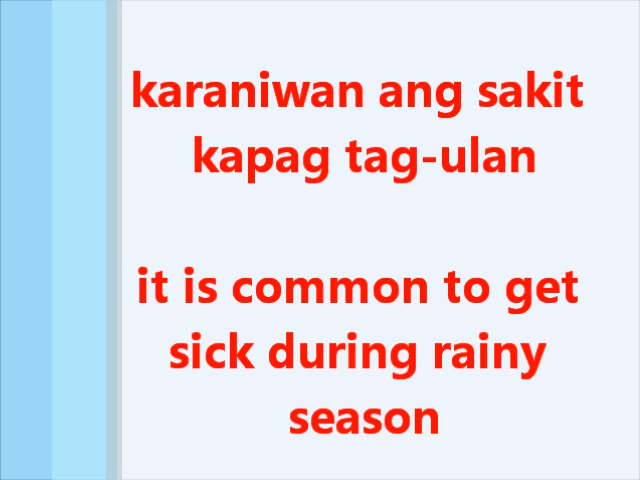 karaniwan ang sakit
kapag tag-ulan
it is common to get
sick during rainy
season